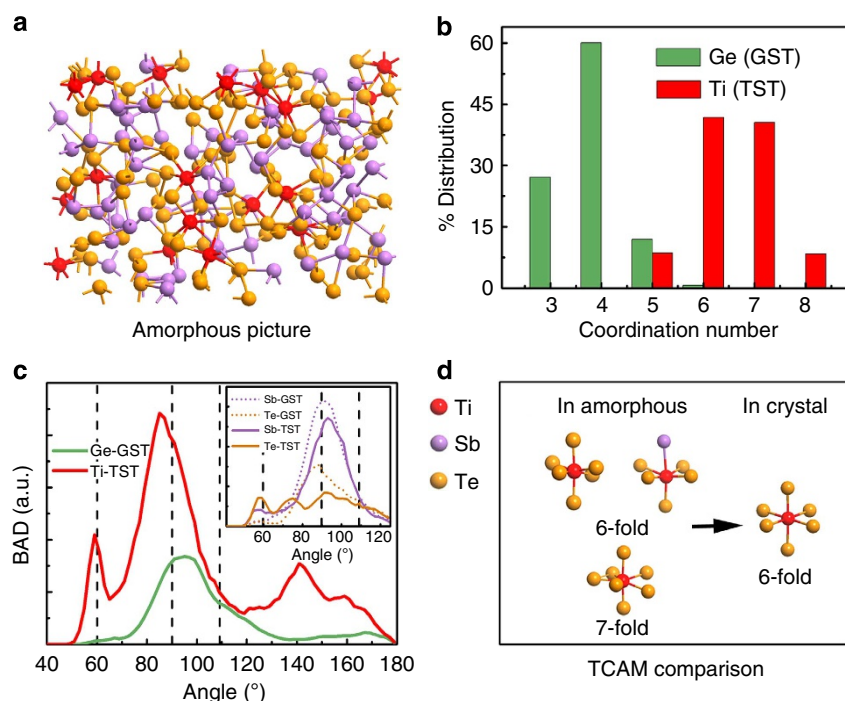 a
Amorphous picture
b
% Distribution
60
45
30
15
0
Ge (GST)
Ti (TST)
3 4 5 6 7 8
Coordination number
c
BAD (a.u.)
Ge-GST
Ti-TST
Sb-GST
Te-GST
Sb-TST
Te-TST
60 90 120
Angle (°)
40 60 80 100 120 140 160 180
Angle (°)
d
Ti
Sb
Te
In amorphous In crystal
6-fold
6-fold
7-fold
TCAM comparison